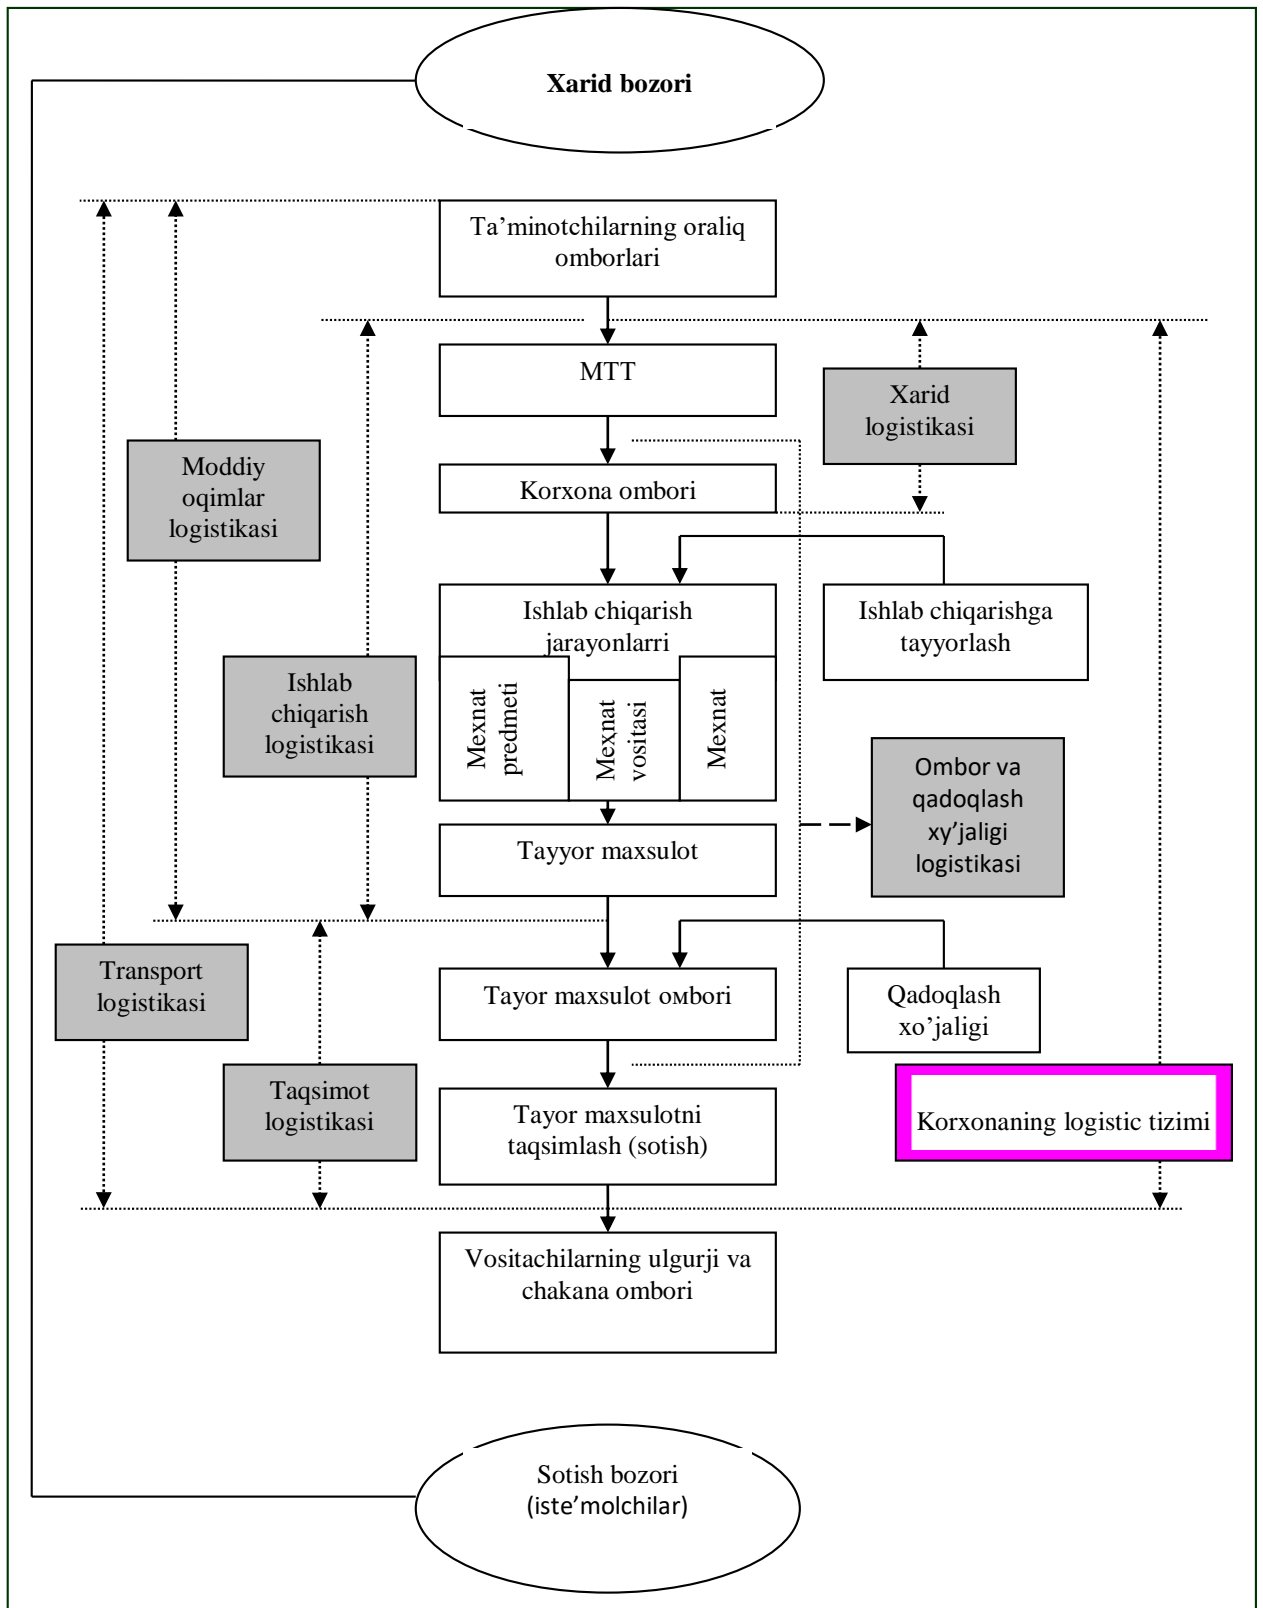 Xarid bozori
Ta’minotchilarning oraliq
omborlari
MTT
Xarid
logistikasi
Moddiy
oqimlar
logistikasi
Korxona ombori
Ishlab chiqarish
jarayonlarri
Ishlab chiqarishga
tayyorlash
Ishlab
chiqarish
logistikasi
Mexnat
predmeti
Meҳnat
vositasi
Mexnat
Ombor va
qadoqlash
xy’jaligi
logistikasi
Tayyor maxsulot
Transport
logistikasi
Tayor maxsulot омbori
Qadoqlash
xo’jaligi
Taqsimot
logistikasi
Tayor maxsulotni
taqsimlash (sotish)
Korxonaning logistic tizimi
Vositachilarning ulgurji va
chakana ombori
Sotish bozori
(iste’molchilar)